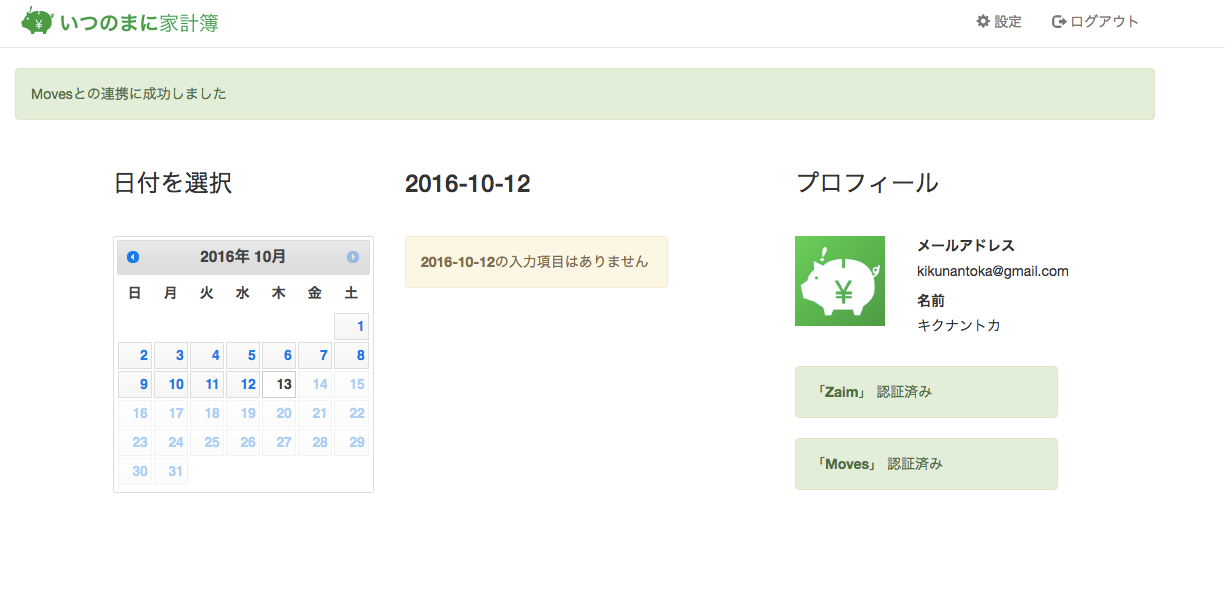 いつのまに家計簿
設定 ログアウト
Movesとの連携に成功しました
日付を選択
2016年 10月
日 月 火 水 木 金 土
1
2 3 4 5 6 7 8
9 10 11 12 13 14 15
16 17 18 19 20 21 22
23 24 25 26 27 28 29
30 31
2016-10-12
2016-10-12の入力項目はありません
プロフィール
¥
メールアドレス
kikunantoka@gmail.com
名前
キクナントカ
「Zaim」 認証済み
「Moves」 認証済み